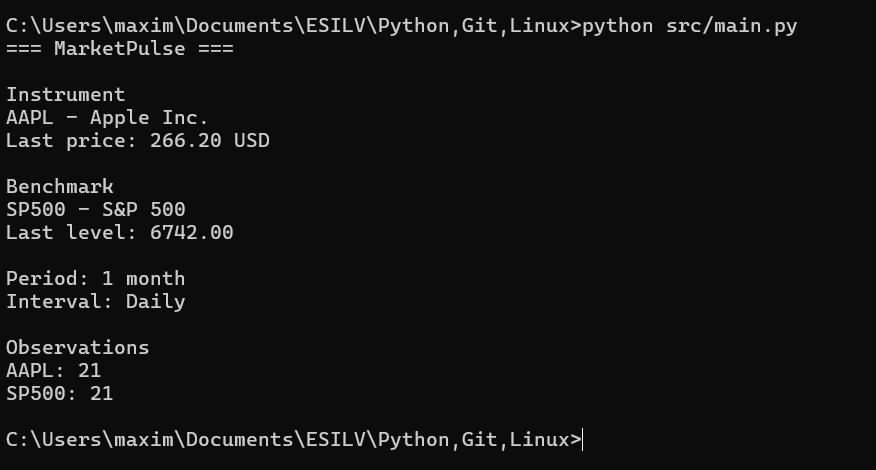 C:\Users\maxim\Documents\ESILV\Python,Git,Linux>python src/main.py
=== MarketPulse ===
Instrument
AAPL - Apple Inc.
Last price: 266.20 USD
Benchmark
SP500 - S&P 500
Last level: 6742.00
Period: 1 month
Interval: Daily
Observations
AAPL: 21
SP500: 21
C:\Users\maxim\Documents\ESILV\Python,Git,Linux>